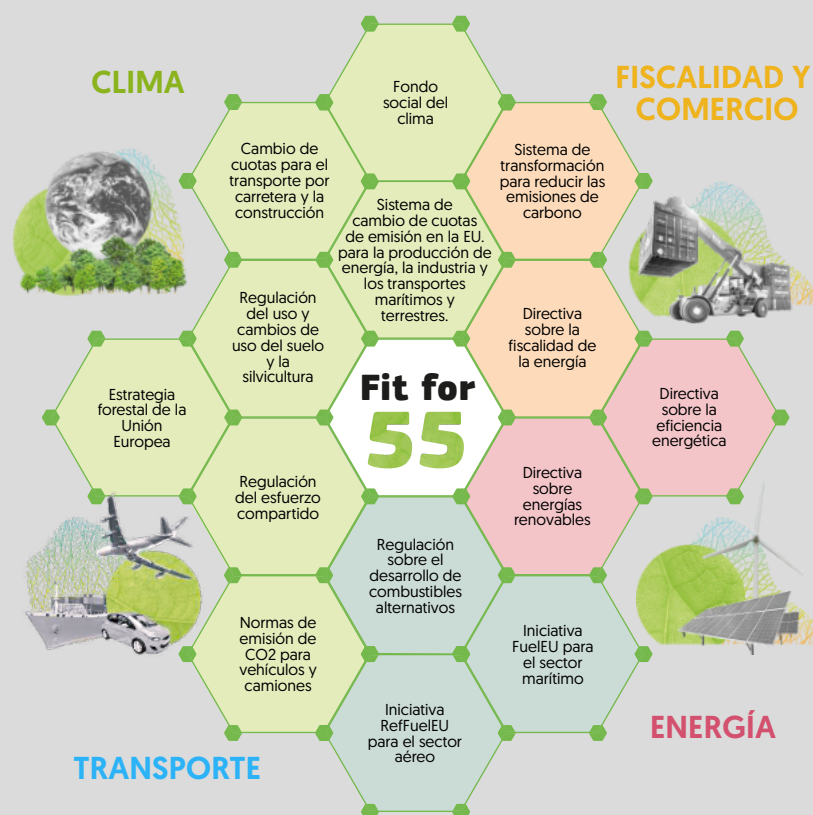 CLIMA
FISCALIDAD Y
COMERCIO
Fondo
social del
clima
Cambio de
cuotas para el
transporte por
carretera y la
construcción
Sistema de
transformación
para reducir las
emisiones de
carbono
Sistema de
cambio de cuotas
de emisión en la EU.
para la producción de
energía, la industria y
los transportes
marítimos y
terrestres.
Regulación
del uso y
cambios de
uso del suelo
y la
silvicultura
Directiva
sobre la
fiscalidad de
la energía
Estrategia
forestal de la
Unión
Europea
Fit for
55
Directiva
sobre la
eficiencia
energética
Regulación
del esfuerzo
compartido
Directiva
sobre
energías
renovables
Regulación
sobre el
desarrollo de
combustibles
alternativos
Normas de
emisión de
CO2 para
vehículos y
camiones
Iniciativa
FuelEU para
el sector
marítimo
Iniciativa
RefFuelEU
para el sector
aéreo
TRANSPORTE
ENERGÍA